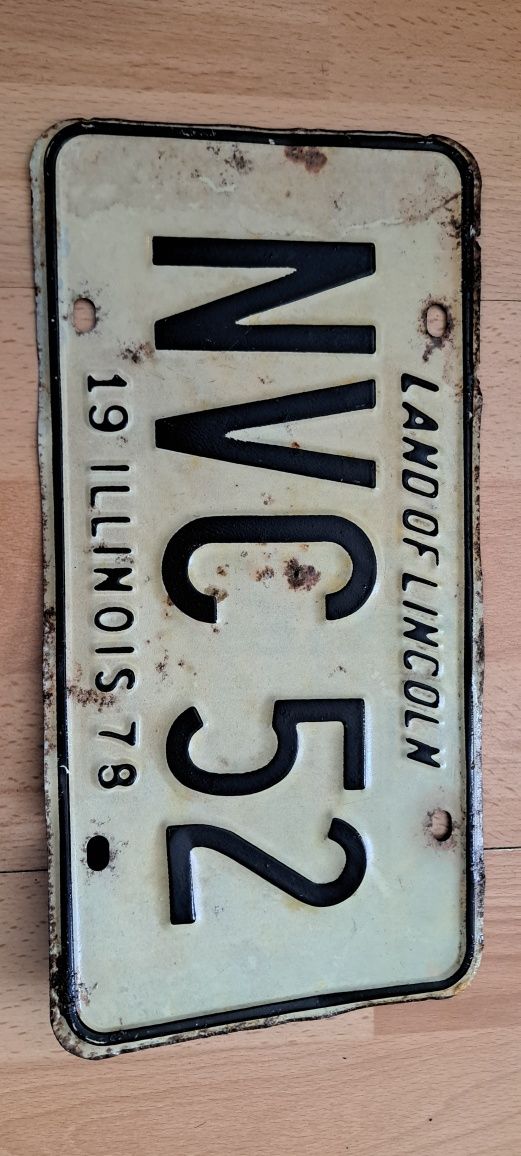 LAND OF LINCOLN
NVC 52
19 ILLINOIS 78